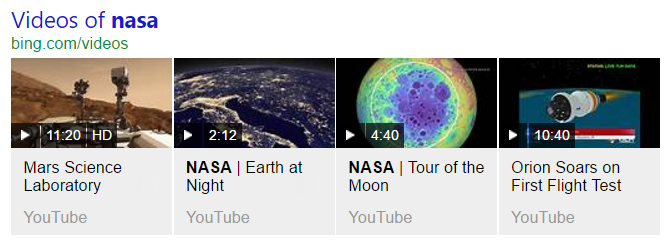 Videos of nasa
bing.com/videos
11:20 HD
2:12
4:40
10:40
Mars Science
Laboratory
YouTube
NASA | Earth at
Night
YouTube
NASA | Tour of the
Moon
YouTube
Orion Soars on
First Flight Test
YouTube